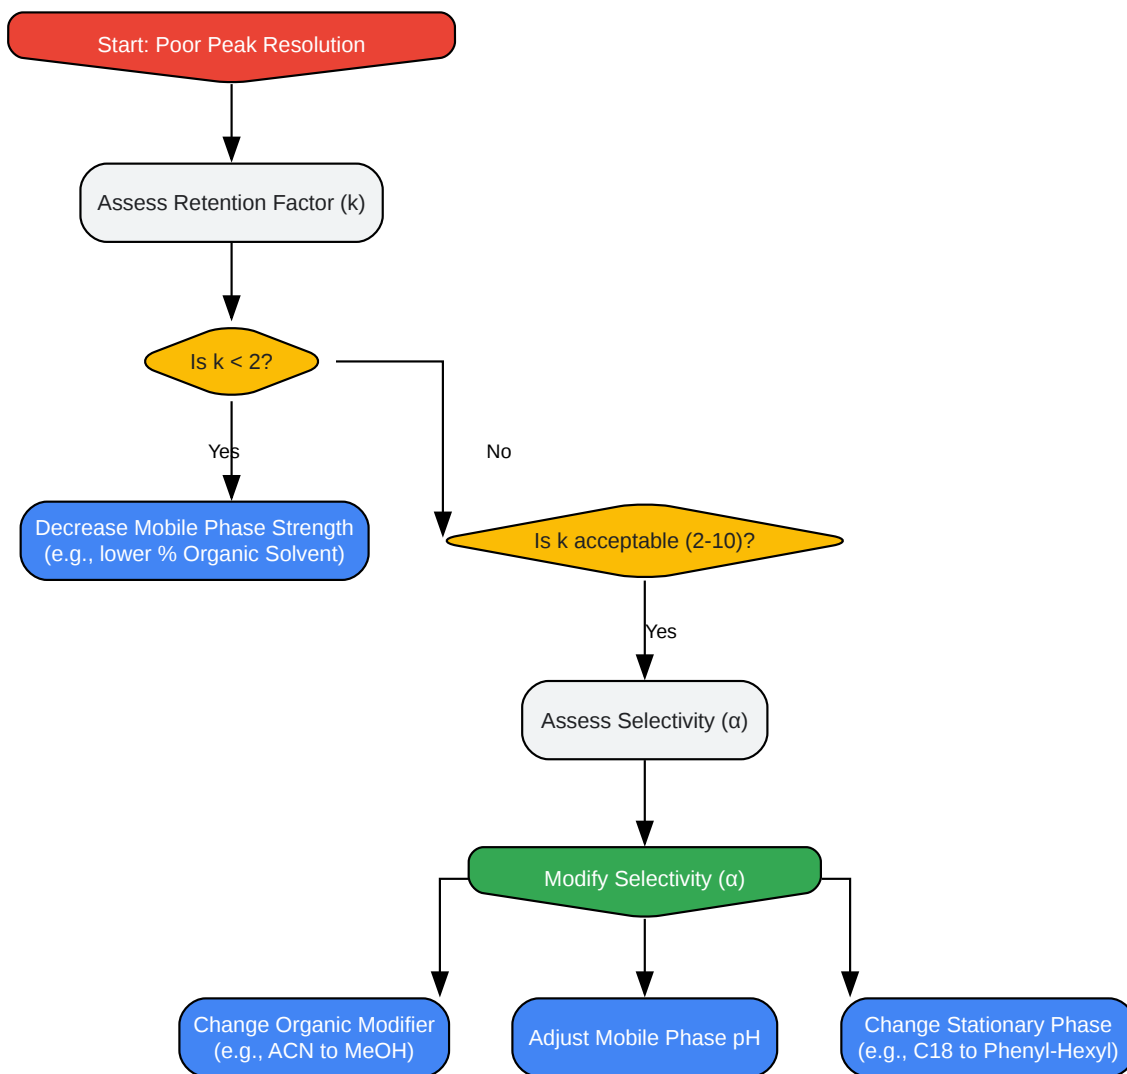 Start: Poor Peak Resolution
Assess Retention Factor (k)
Is k < 2?
Yes
No
Decrease Mobile Phase Strength
(e.g., lower % Organic Solvent)
Is k acceptable (2-10)?
Yes
Assess Selectivity (α)
Modify Selectivity (α)
Change Organic Modifier
(e.g., ACN to MeOH)
Adjust Mobile Phase pH
Change Stationary Phase
(e.g., C18 to Phenyl-Hexyl)